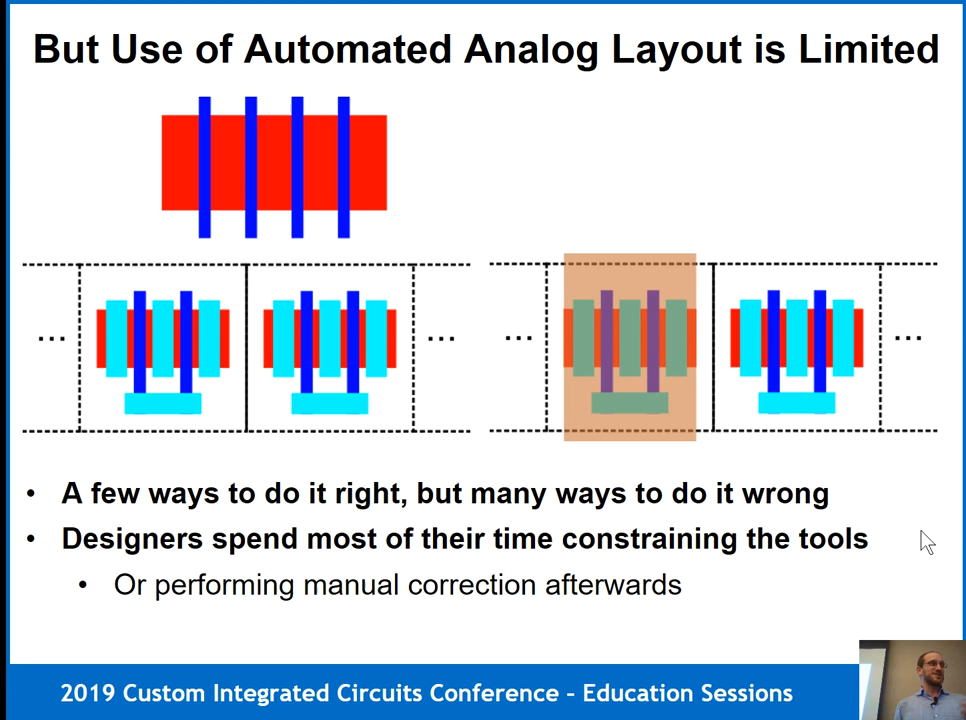 But Use of Automated Analog Layout is Limited
... ... ... ...
• A few ways to do it right, but many ways to do it wrong
• Designers spend most of their time constraining the tools
• Or performing manual correction afterwards
2019 Custom Integrated Circuits Conference - Education Sessions